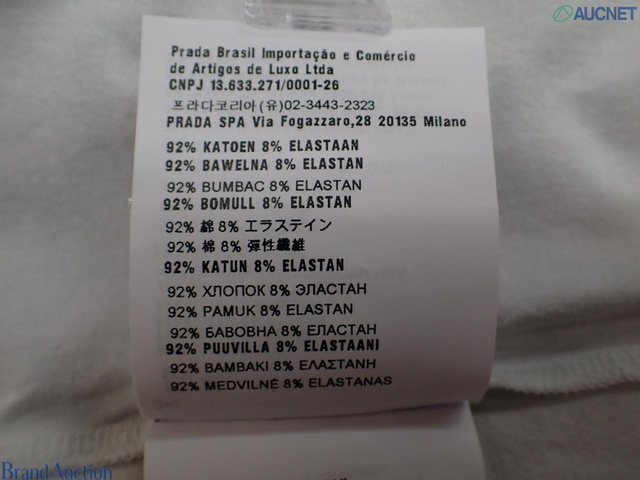 AUCNET
Prada Brasil Importação e Comércio
de Artigos de Luxo Ltda
CNPJ 13.633.271/0001-26
프라다코리아(유)02-3443-2323
PRADA SPA Via Fogazzaro,28 20135 Milano
92% KATOEN 8% ELASTAAN
92% BAWELNA 8% ELASTAN
92% BUMBAC 8% ELASTAN
92% BOMULL 8% ELASTAN
92% 綿 8% エラステイン
92% 棉 8% 弹性纖維
92% KATUN 8% ELASTAN
92% ХЛОПОК 8% ЭЛАСТАН
92% PAMUK 8% ELASTAN
92% БАВОВНА 8% ЕЛАСТАН
92% PUUVILLA 8% ELASTAANI
92% ΒΑΜΒΑΚΙ 8% ΕΛΑΣΤΑΝΗ
92% MEDVILNĖ 8% ELASTANAS
Brand Auction